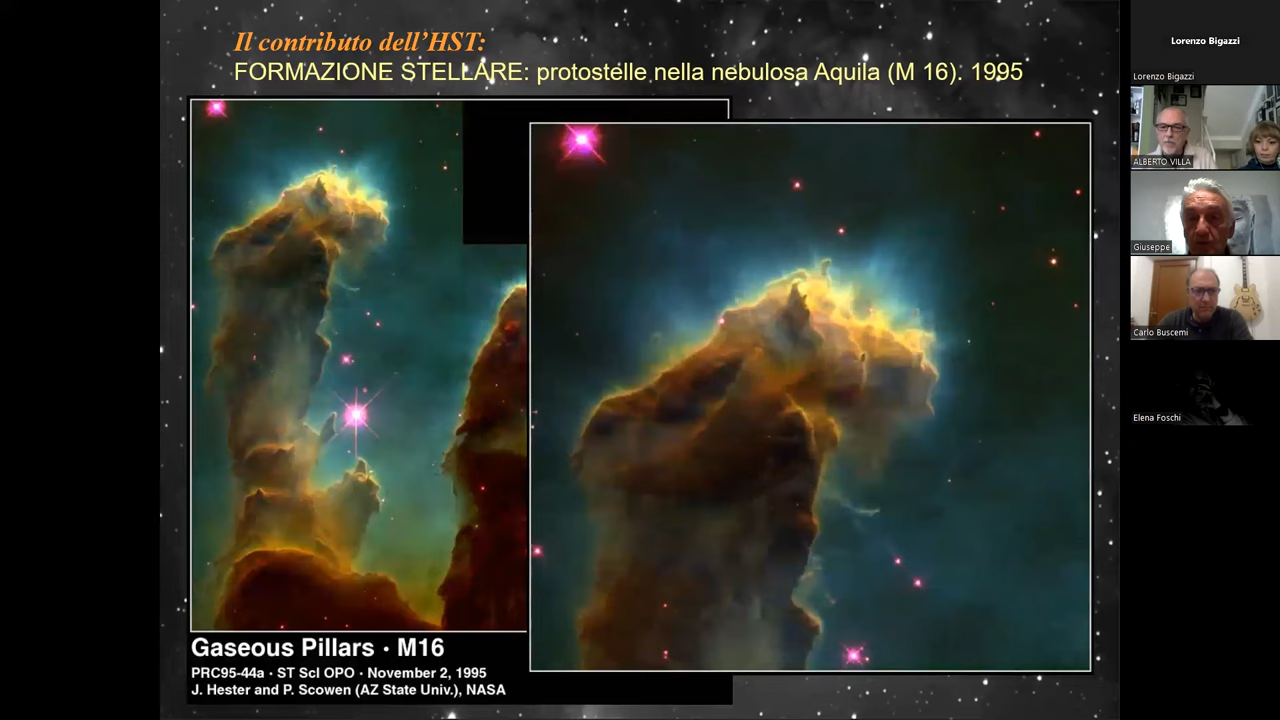 Il contributo dell’HST:
FORMAZIONE STELLARE: protostelle nella nebulosa Aquila (M 16). 1995
Gaseous Pillars · M16
PRC95-44a · ST ScI OPO · November 2, 1995
J. Hester and P. Scowen (AZ State Univ.), NASA
Lorenzo Bigazzi
Lorenzo Bigazzi
ALBERTO VILLA
Giuseppe
Carlo Buscemi
Elena Foschi